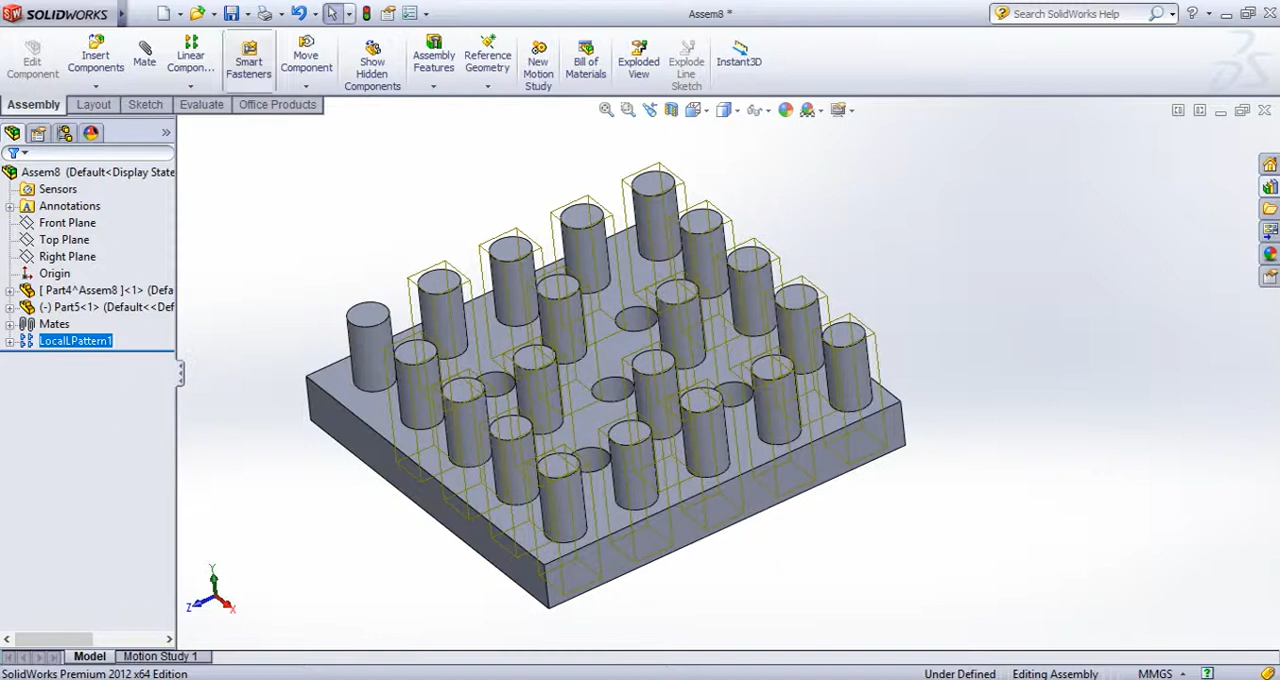 SOLIDWORKS
Assem8 *
Search SolidWorks Help
Edit
Component
Insert
Components
Mate
Linear
Compon...
Smart
Fasteners
Move
Component
Show
Hidden
Components
Assembly
Features
Reference
Geometry
New
Motion
Study
Bill of
Materials
Exploded
View
Explode
Line
Sketch
Instant3D
Assembly
Layout
Sketch
Evaluate
Office Products
Assem8 (Default<Display State
Sensors
Annotations
Front Plane
Top Plane
Right Plane
Origin
[ Part4^Assem8 ]<1> (Defa
(-) Part5<1> (Default<<Def
Mates
LocalLPattern1
Y
Z
X
Model
Motion Study 1
SolidWorks Premium 2012 x64 Edition
Under Defined
Editing Assembly
MMGS